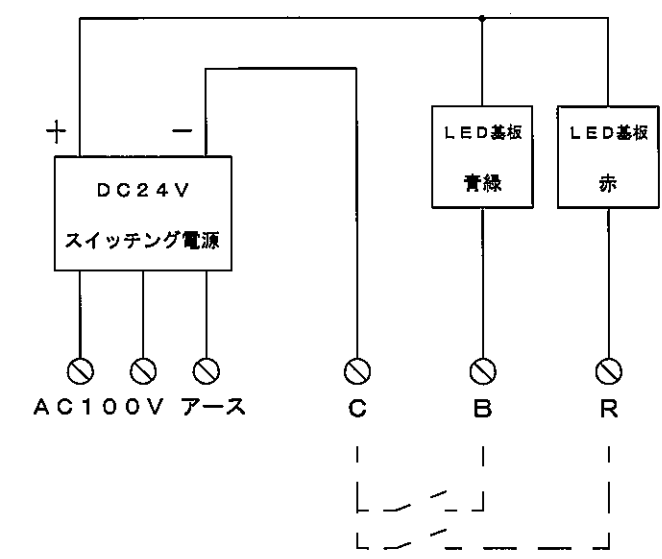 + −
LED基板 LED基板
DC24V 青緑 赤
スイッチング電源
AC100V アース C B R